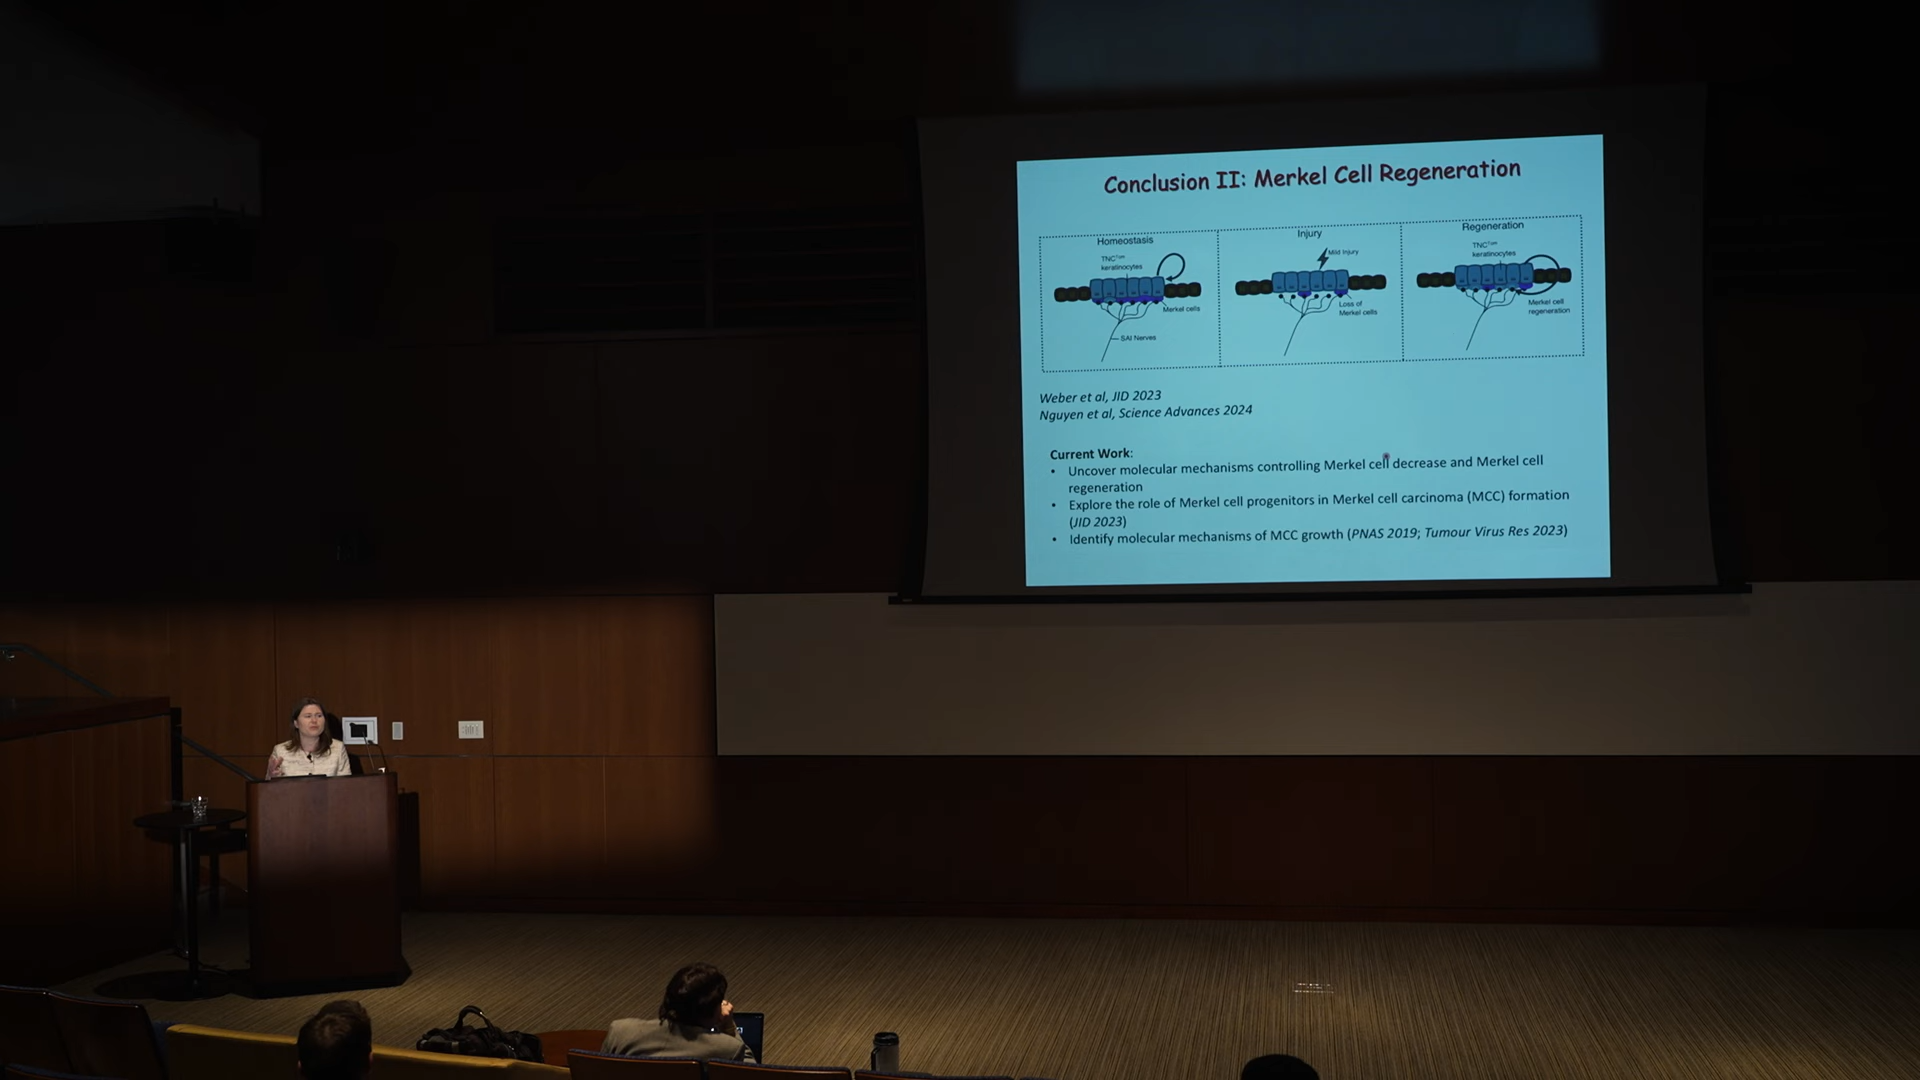 Conclusion II: Merkel Cell Regeneration
Homeostasis
TNC
keratinocytes
Merkel cells
SAI Nerves
Injury
Mild Injury
Loss of
Merkel cells
Regeneration
TNC
keratinocytes
Merkel cell
regeneration
Weber et al, JID 2023
Nguyen et al, Science Advances 2024
Current Work:
• Uncover molecular mechanisms controlling Merkel cell decrease and Merkel cell
regeneration
• Explore the role of Merkel cell progenitors in Merkel cell carcinoma (MCC) formation
(JID 2023)
• Identify molecular mechanisms of MCC growth (PNAS 2019; Tumour Virus Res 2023)